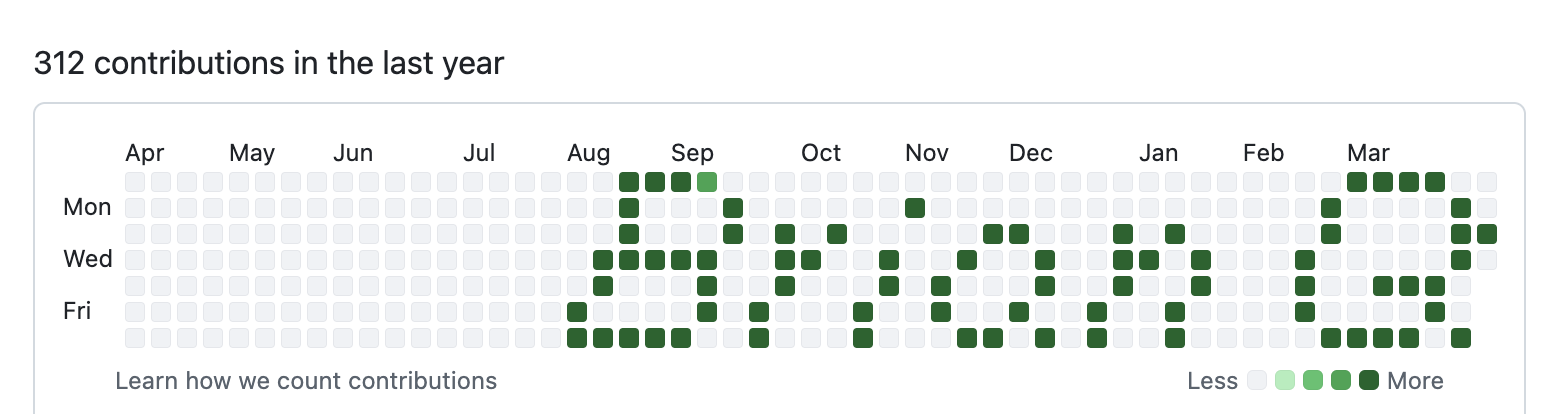 312 contributions in the last year
Apr May Jun Jul Aug Sep Oct Nov Dec Jan Feb Mar
Mon
Wed
Fri
Brian G
Learn how we count contributions
Less More